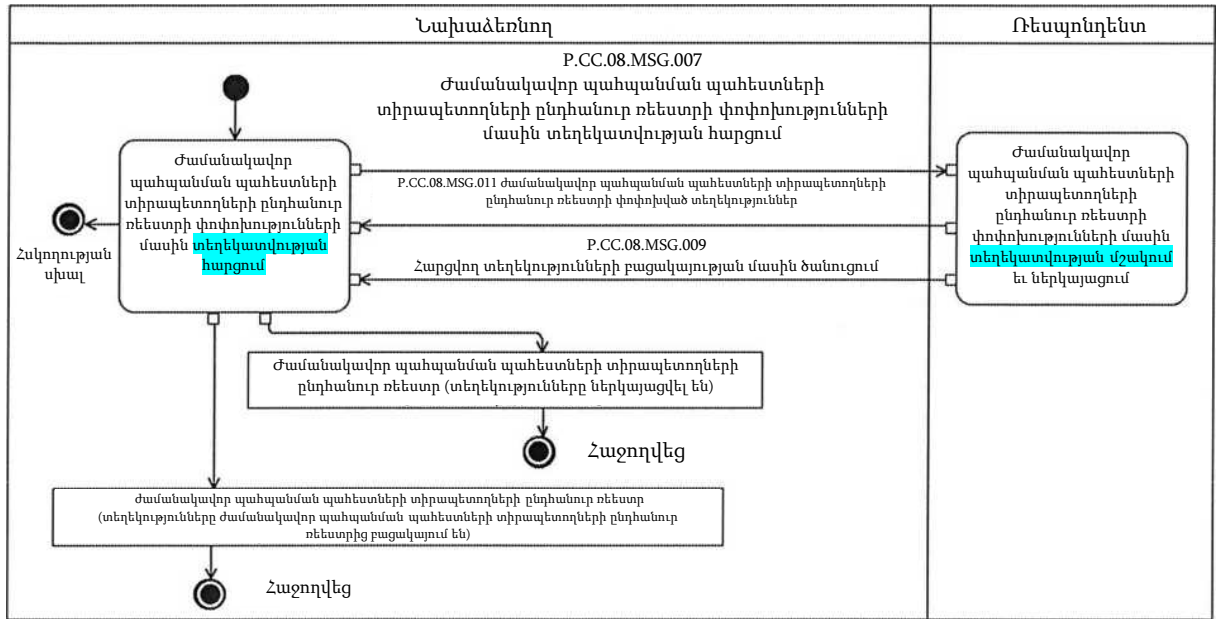 Նախաձեռնող
Ռեսպոնդենտ
P.CC.08.MSG.007
Ժամանակավոր պահպանման պահեստների
տիրապետողների ընդհանուր ռեեստրի փոփոխությունների
մասին տեղեկատվության հարցում
Ժամանակավոր
պահպանման պահեստների
տիրապետողների ընդհանուր
ռեեստրի փոփոխությունների
մասին տեղեկատվության
հարցում
P.CC.08.MSG.011 ժամանակավոր պահպանման պահեստների տիրապետողների
ընդհանուր ռեեստրի փոփոխված տեղեկություններ
P.CC.08.MSG.009
Հարցվող տեղեկությունների բացակայության մասին ծանուցում
Ժամանակավոր
պահպանման պահեստների
տիրապետողների
ընդհանուր ռեեստրի
փոփոխությունների մասին
տեղեկատվության մշակում
եւ ներկայացում
Հսկողության
սխալ
Ժամանակավոր պահպանման պահեստների տիրապետողների
ընդհանուր ռեեստր (տեղեկությունները ներկայացվել են)
Հաջողվեց
ժամանակավոր պահպանման պահեստների տիրապետողների ընդհանուր ռեեստր
(տեղեկությունները ժամանակավոր պահպանման պահեստների տիրապետողների ընդհանուր
ռեեստրից բացակայում են)
Հաջողվեց